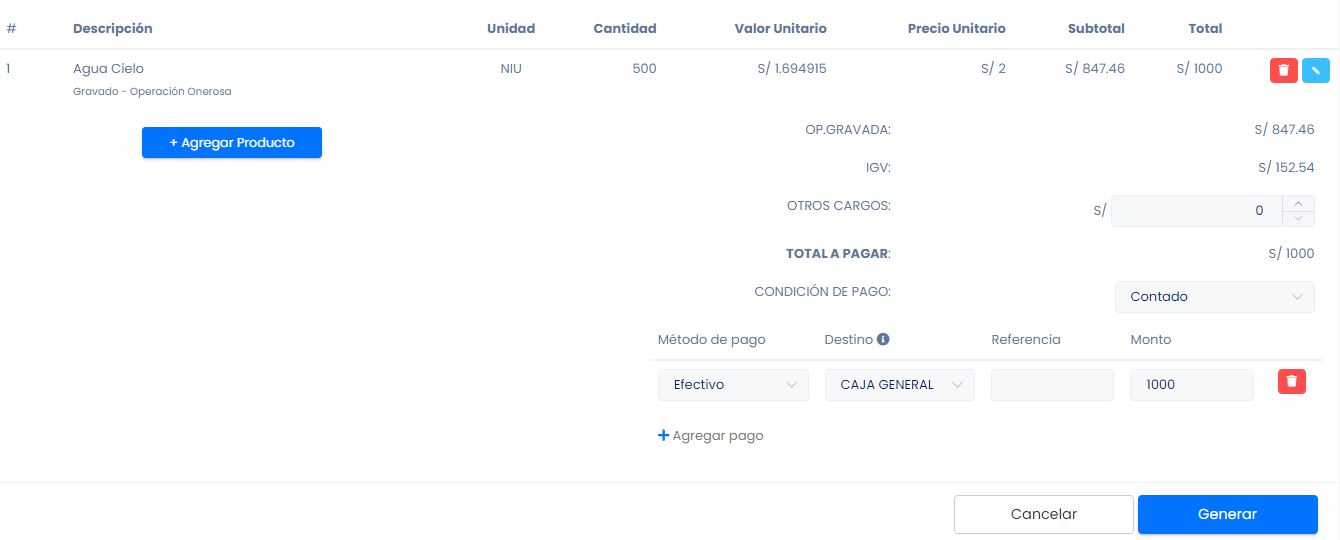 # Descripción Unidad Cantidad Valor Unitario Precio Unitario Subtotal Total
1 Agua Cielo NIU 500 S/ 1.694915 S/ 2 S/ 847.46 S/ 1000
Gravado - Operación Onerosa
+ Agregar Producto
OP.GRAVADA: S/ 847.46
IGV: S/ 152.54
OTROS CARGOS: S/ 0
TOTAL A PAGAR: S/ 1000
CONDICIÓN DE PAGO: Contado
Método de pago Destino Referencia Monto
Efectivo CAJA GENERAL 1000
+ Agregar pago
Cancelar Generar